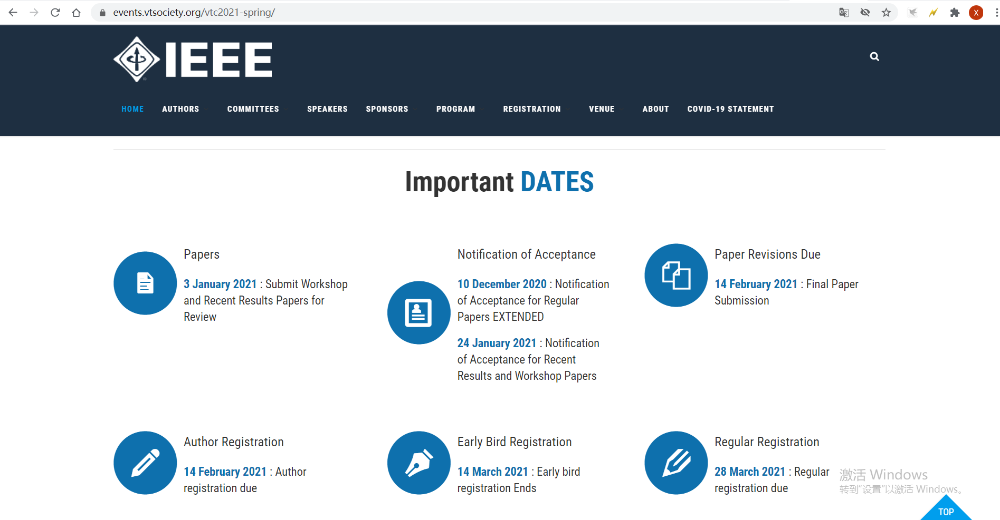 events.vtsociety.org/vtc2021-spring/
X
IEEE
HOME AUTHORS COMMITTEES SPEAKERS SPONSORS PROGRAM REGISTRATION VENUE ABOUT COVID-19 STATEMENT
Important DATES
Papers
3 January 2021 : Submit Workshop
and Recent Results Papers for
Review
Notification of Acceptance
10 December 2020 : Notification
of Acceptance for Regular
Papers EXTENDED
24 January 2021 : Notification
of Acceptance for Recent
Results and Workshop Papers
Paper Revisions Due
14 February 2021 : Final Paper
Submission
Author Registration
14 February 2021 : Author
registration due
Early Bird Registration
14 March 2021 : Early bird
registration Ends
Regular Registration
28 March 2021 : Regular
registration due
激活 Windows
转到“设置”以激活 Windows。
TOP